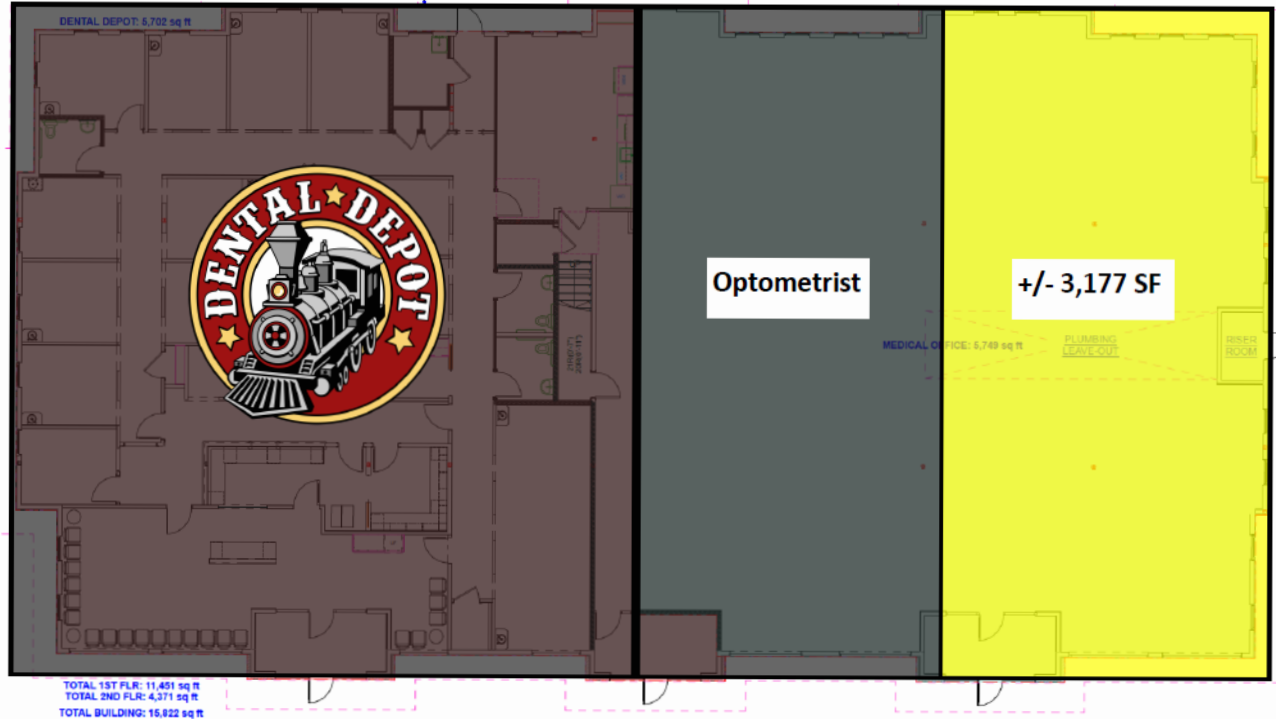 DENTAL DEPOT: 5,702 sq ft
DENTAL DEPOT
Optometrist
+/- 3,177 SF
MEDICAL OFFICE: 5,749 sq ft
PLUMBING
LEAVE-OUT
RISER
ROOM
TOTAL 1ST FLR: 11,451 sq ft
TOTAL 2ND FLR: 4,371 sq ft
TOTAL BUILDING: 15,822 sq ft